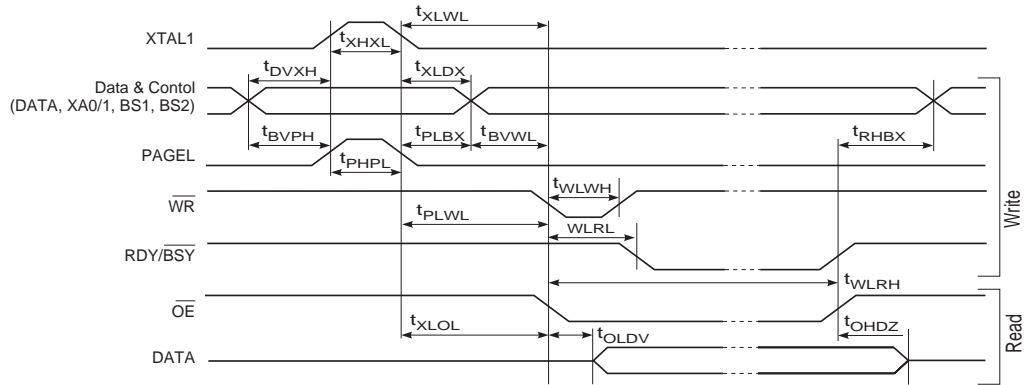 tXLWL
XTAL1
tXHXL
tDVXH
tXLDX
Data & Contol
(DATA, XA0/1, BS1, BS2)
tBVPH
tPLBX
tBVWL
tRHBX
PAGEL
tPHPL
tWLWH
WR
tPLWL
WLRL
RDY/BSY
tWLRH
Write
OE
tXLOL
tOLDV
tOHDZ
DATA
Read